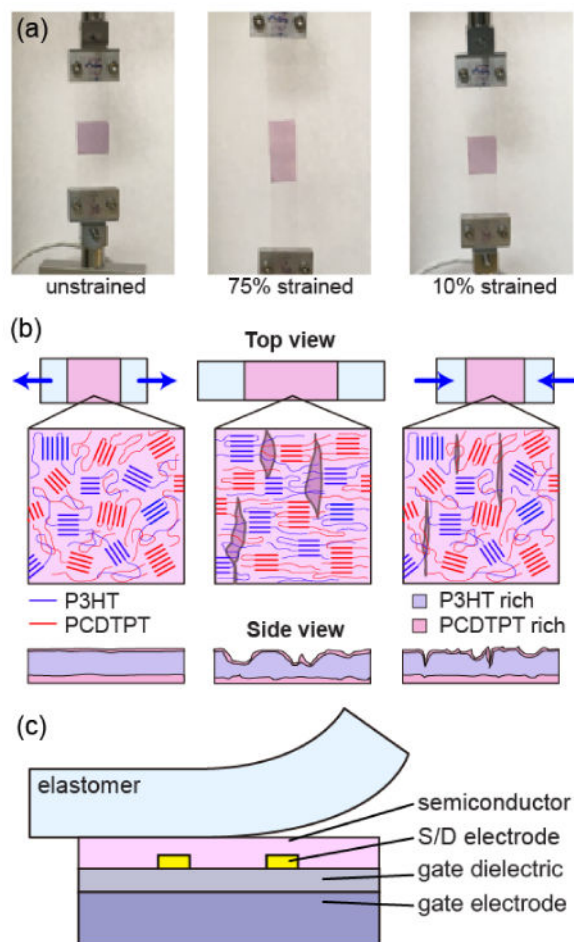 (a)
unstrained
75% strained
10% strained
(b)
Top view
P3HT
PCDTPT
Side view
P3HT rich
PCDTPT rich
(c)
elastomer
semiconductor
S/D electrode
gate dielectric
gate electrode